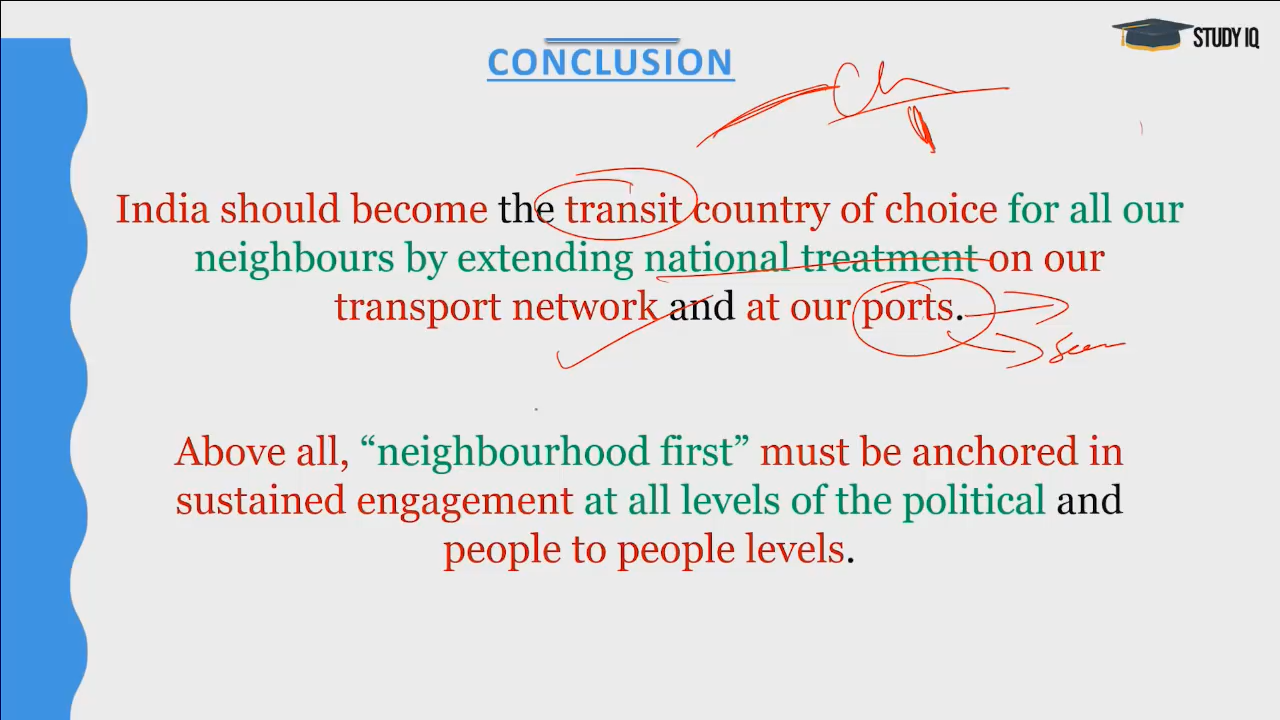 STUDY IQ
CONCLUSION
India should become the transit country of choice for all our
neighbours by extending national treatment on our
transport network and at our ports.
Above all, “neighbourhood first” must be anchored in
sustained engagement at all levels of the political and
people to people levels.